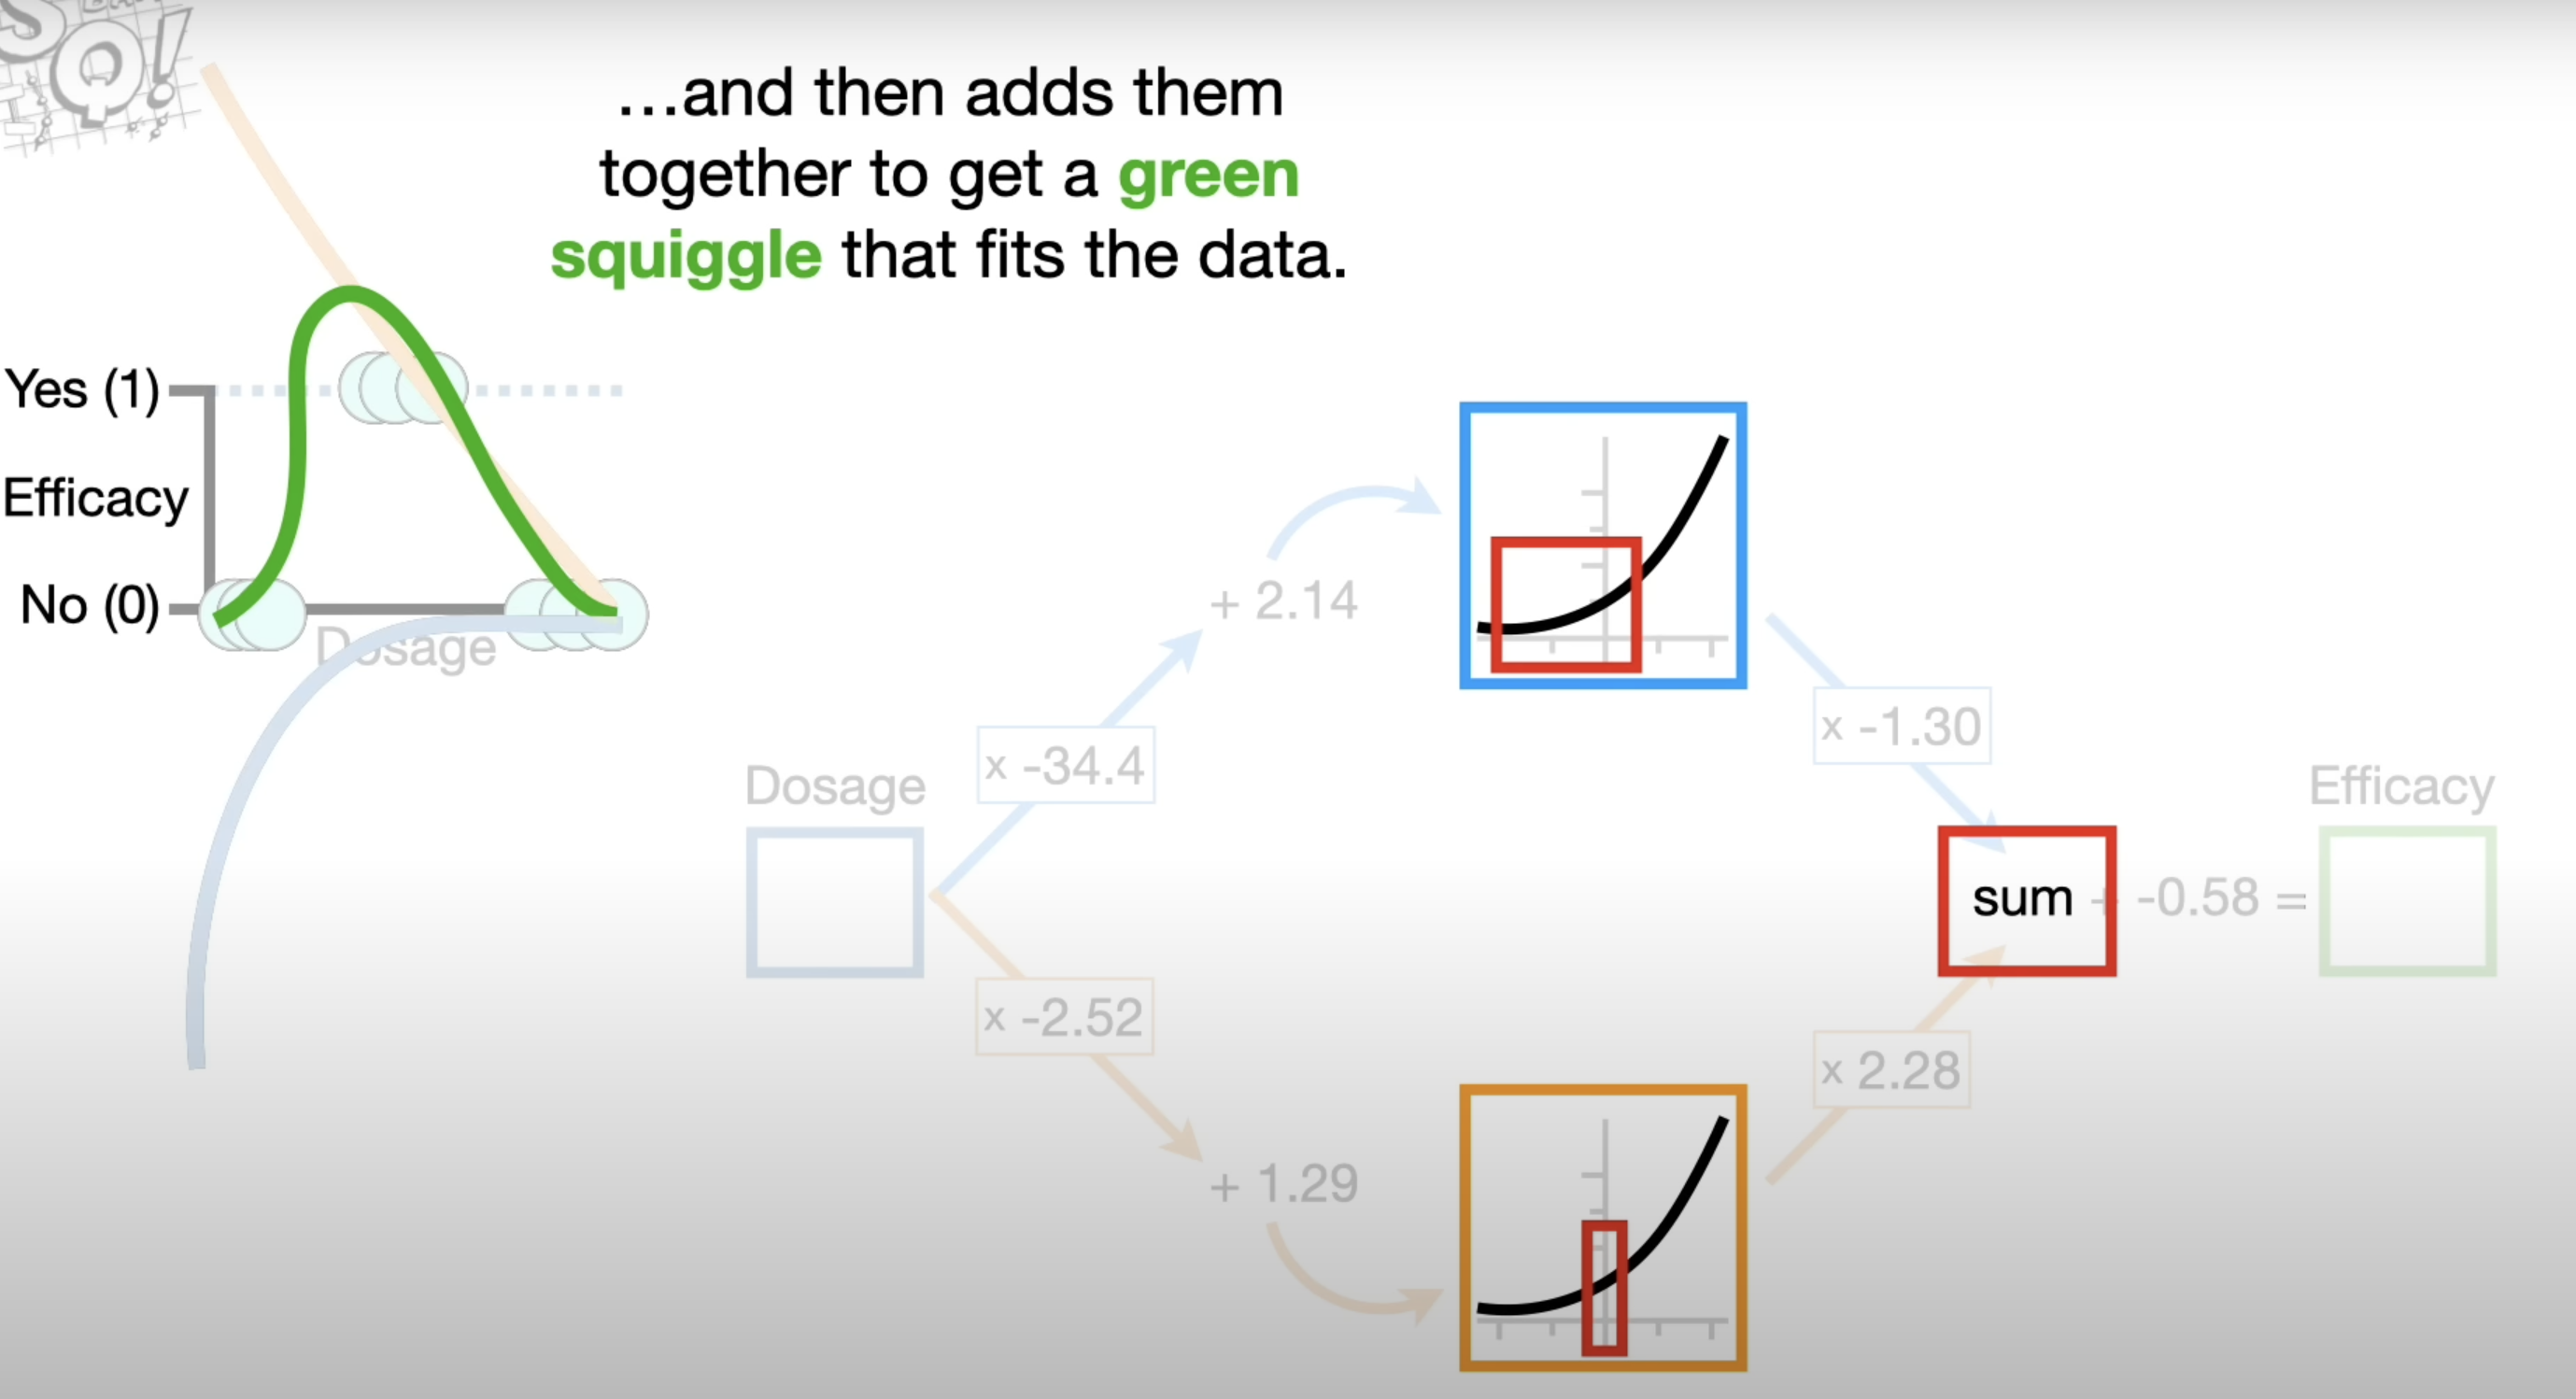 …and then adds them
together to get a green
squiggle that fits the data.
Yes (1)
Efficacy
No (0)
Dosage
+ 2.14
x -34.4
x -1.30
Dosage
Efficacy
sum + -0.58 =
x -2.52
x 2.28
+ 1.29